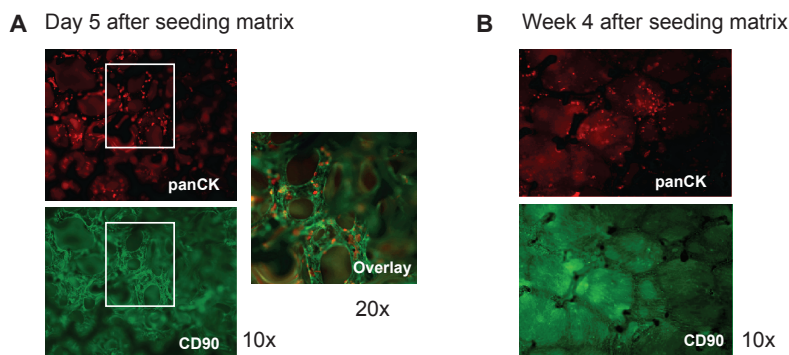 A Day 5 after seeding matrix
panCK
CD90
10x
Overlay
20x
B Week 4 after seeding matrix
panCK
CD90
10x